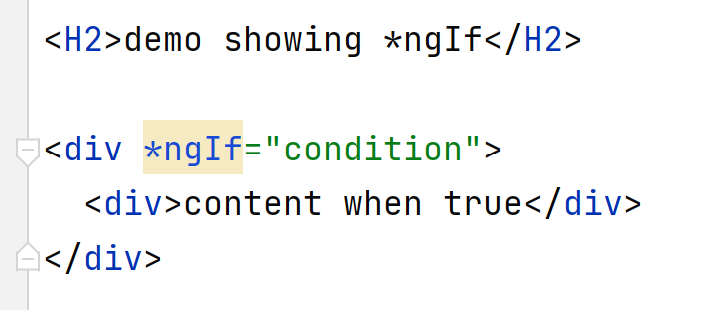 <H2>demo showing *ngIf</H2>
<div *ngIf="condition">
<div>content when true</div>
</div>